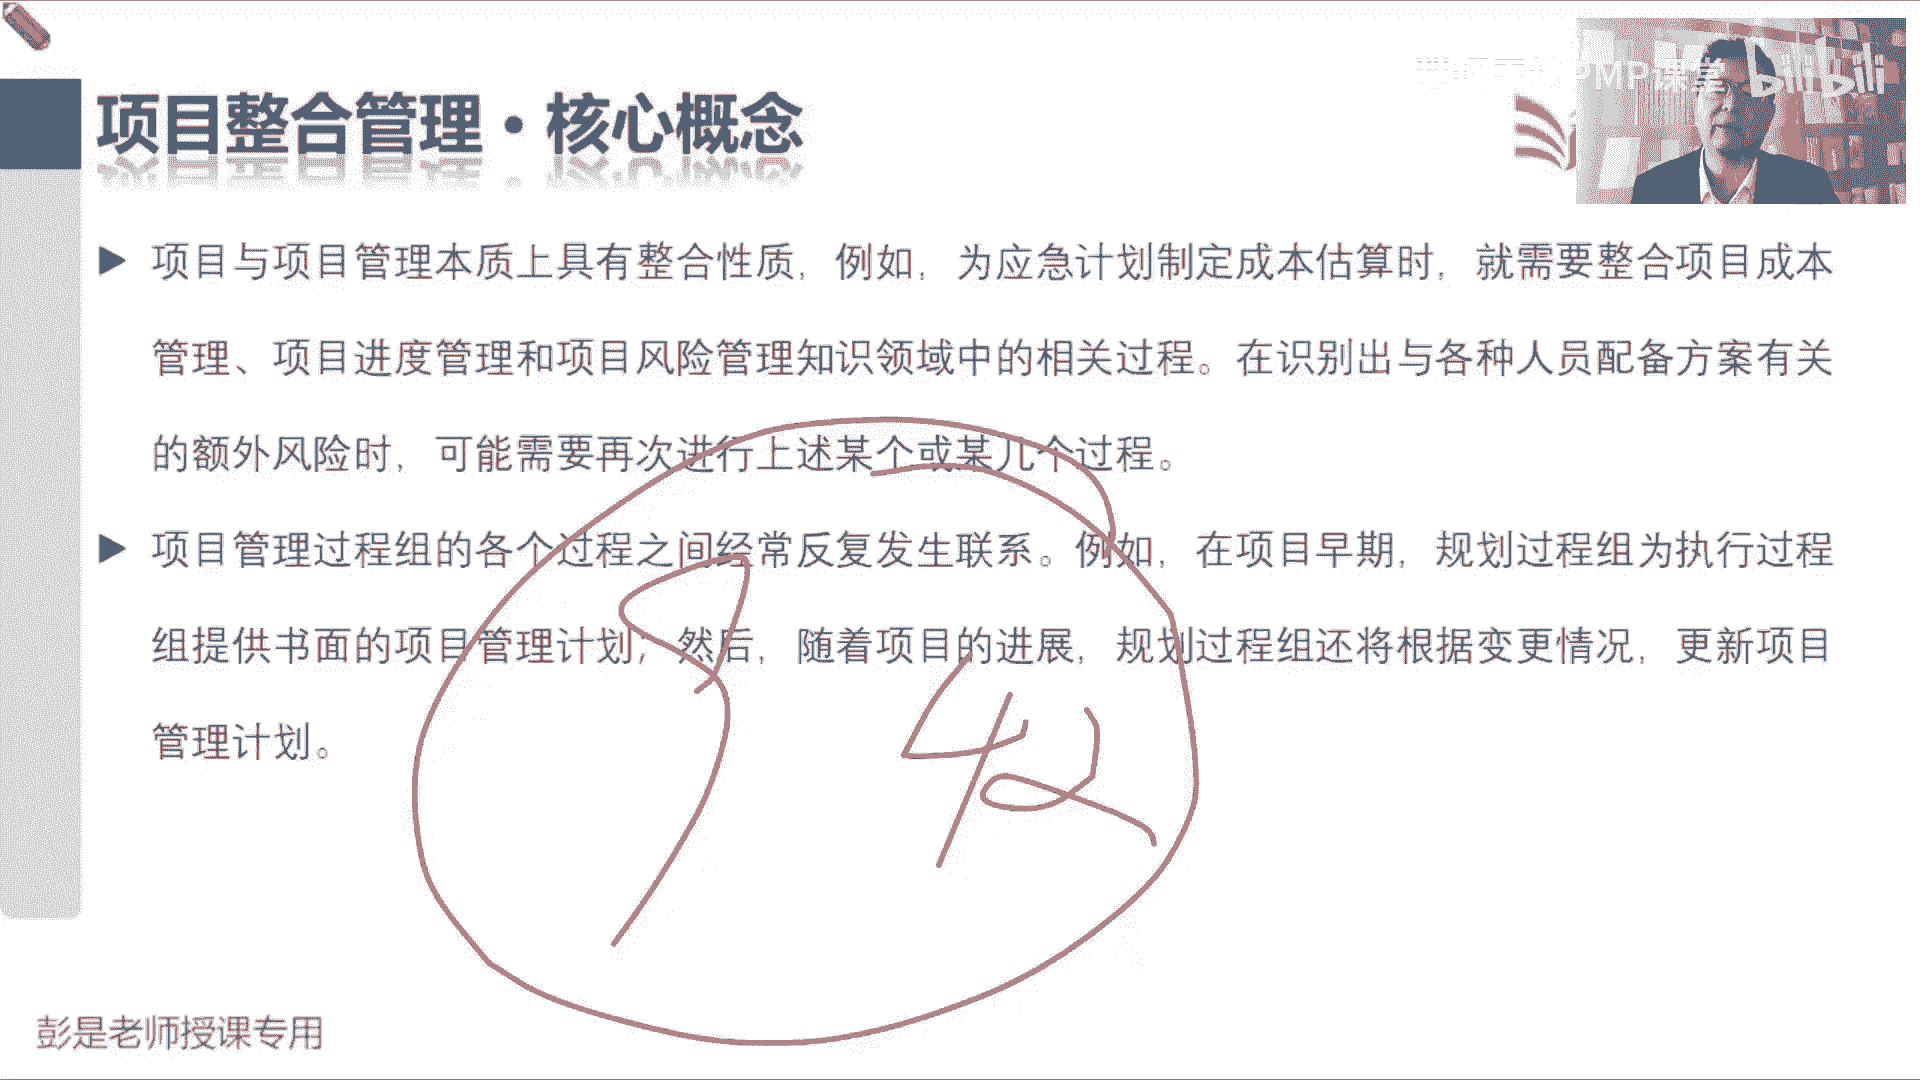 PMP课堂 bilibili
项目整合管理·核心概念
项目与项目管理本质上具有整合性质，例如，为应急计划制定成本估算时，就需要整合项目成本
管理、项目进度管理和项目风险管理知识领域中的相关过程。在识别出与各种人员配备方案有关
的额外风险时，可能需要再次进行上述某个或某几个过程。
项目管理过程组的各个过程之间经常反复发生联系。例如，在项目早期，规划过程组为执行过程
组提供书面的项目管理计划；然后，随着项目的进展，规划过程组还将根据变更情况，更新项目
管理计划。
9 42
彭是老师授课专用